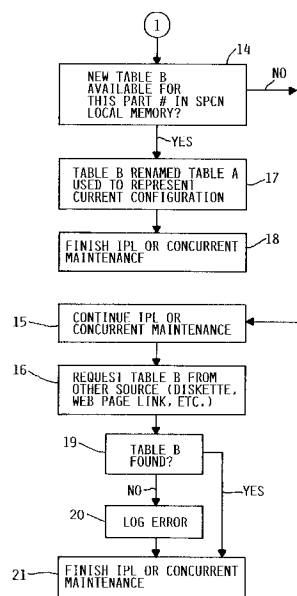 1
14
NEW TABLE B
AVAILABLE FOR
THIS PART # IN SPCN
LOCAL MEMORY?
NO
YES
TABLE B RENAMED TABLE A
USED TO REPRESENT
CURRENT CONFIGURATION
17
FINISH IPL OR CONCURRENT
MAINTENANCE
18
15
CONTINUE IPL OR
CONCURRENT MAINTENANCE
16
REQUEST TABLE B FROM
OTHER SOURCE (DISKETTE,
WEB PAGE LINK, ETC.)
19
TABLE B
FOUND?
NO
YES
20
LOG ERROR
21
FINISH IPL OR CONCURRENT
MAINTENANCE